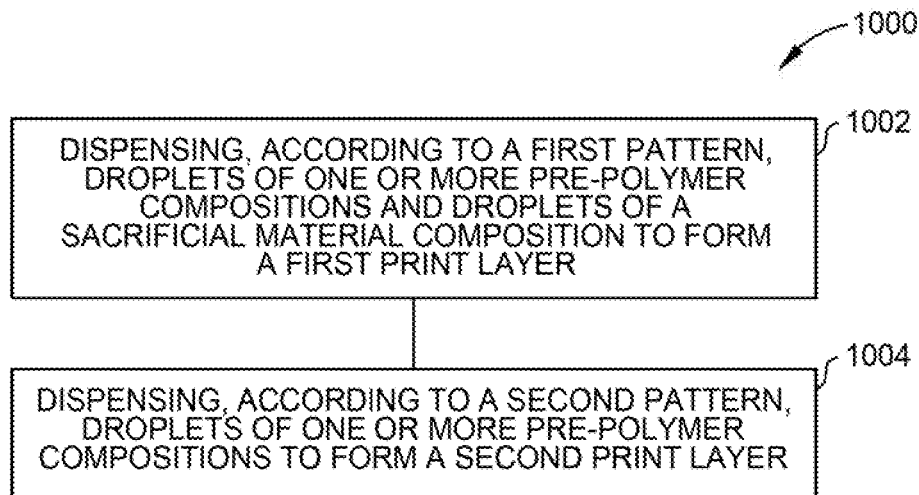 1000
1002
DISPENSING, ACCORDING TO A FIRST PATTERN,
DROPLETS OF ONE OR MORE PRE-POLYMER
COMPOSITIONS AND DROPLETS OF A
SACRIFICIAL MATERIAL COMPOSITION TO FORM
A FIRST PRINT LAYER
1004
DISPENSING, ACCORDING TO A SECOND PATTERN,
DROPLETS OF ONE OR MORE PRE-POLYMER
COMPOSITIONS TO FORM A SECOND PRINT LAYER